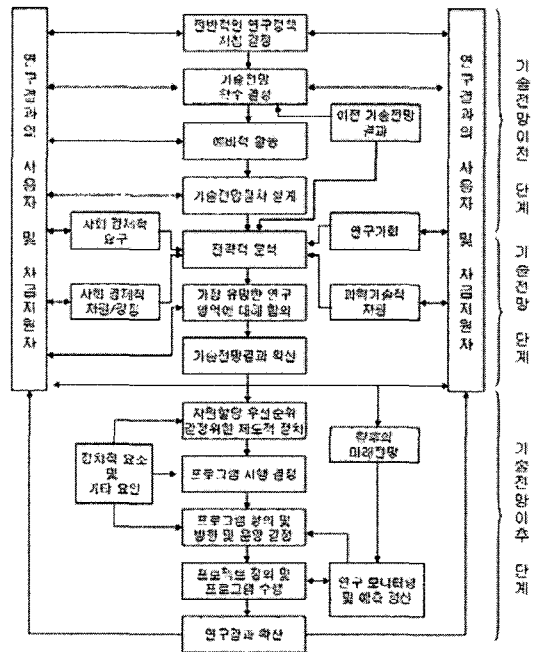 연구결과의 사용자 및 자금지원자
전반적인 연구정책
지침 결정
연구결과의 사용자 및 자금지원자
기술전망
착수 결정
이전 기술전망
결과
예비적 활동
기술전망절차 설계
기술전망이전 단계
사회 경제적
요구
전략적 분석
연구기회
사회 경제적
자원/강점
가장 유망한 연구
영역에 대해 합의
과학기술적
자원
기술전망결과 확산
기술전망 단계
자원할당 우선순위
결정위한 제도적 장치
정치적 요소
및
기타 요인
향후의
미래전망
프로그램 시행 결정
프로그램 정의 및
방향 및 운영 결정
프로젝트 정의 및
프로그램 수행
연구 모니터닝
및 예측 정산
연구결과 확산
기술전망이후 단계